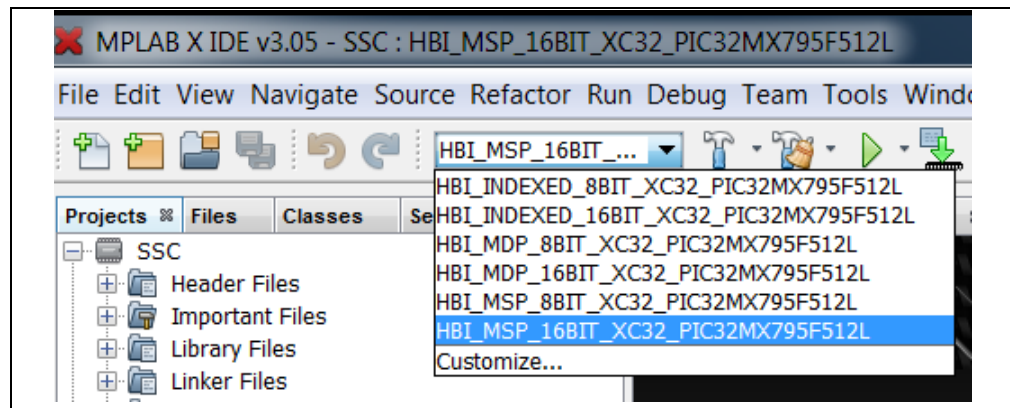 MPLAB X IDE v3.05 - SSC : HBI_MSP_16BIT_XC32_PIC32MX795F512L
File Edit View Navigate Source Refactor Run Debug Team Tools
HBI_MSP_16BIT_...
HBI_INDEXED_8BIT_XC32_PIC32MX795F512L
HBI_INDEXED_16BIT_XC32_PIC32MX795F512L
HBI_MDP_8BIT_XC32_PIC32MX795F512L
HBI_MDP_16BIT_XC32_PIC32MX795F512L
HBI_MSP_8BIT_XC32_PIC32MX795F512L
HBI_MSP_16BIT_XC32_PIC32MX795F512L
Customize...
Projects Files Classes Se
SSC
Header Files
Important Files
Library Files
Linker Files